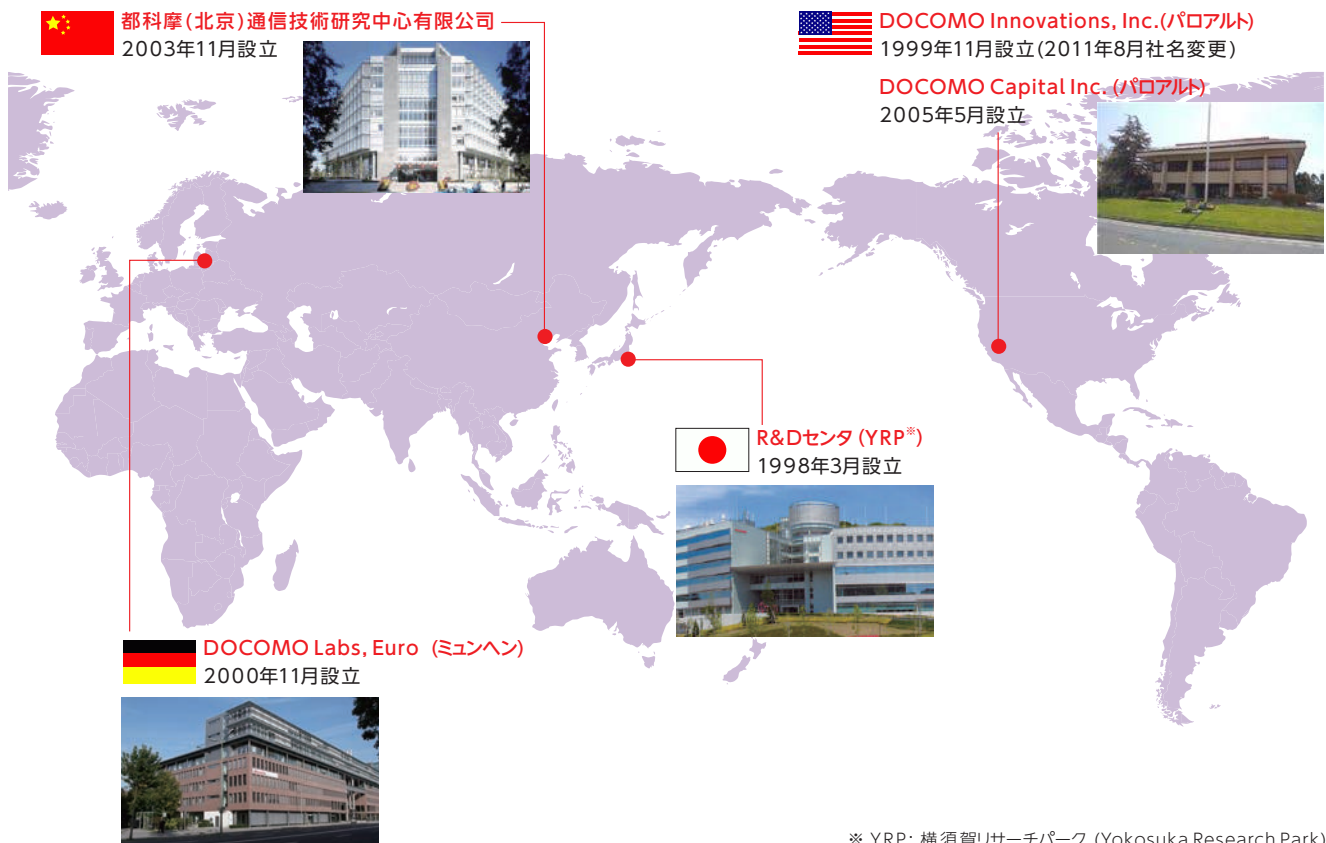 都科摩(北京)通信技術研究中心有限公司
2003年11月設立
DOCOMO Innovations, Inc.(パロアルト)
1999年11月設立(2011年8月社名変更)
DOCOMO Capital Inc. (パロアルト)
2005年5月設立
R&Dセンタ (YRP※)
1998年3月設立
DOCOMO Labs, Euro (ミュンヘン)
2000年11月設立
※ YRP: 横須賀リサーチパーク (Yokosuka Research Park)